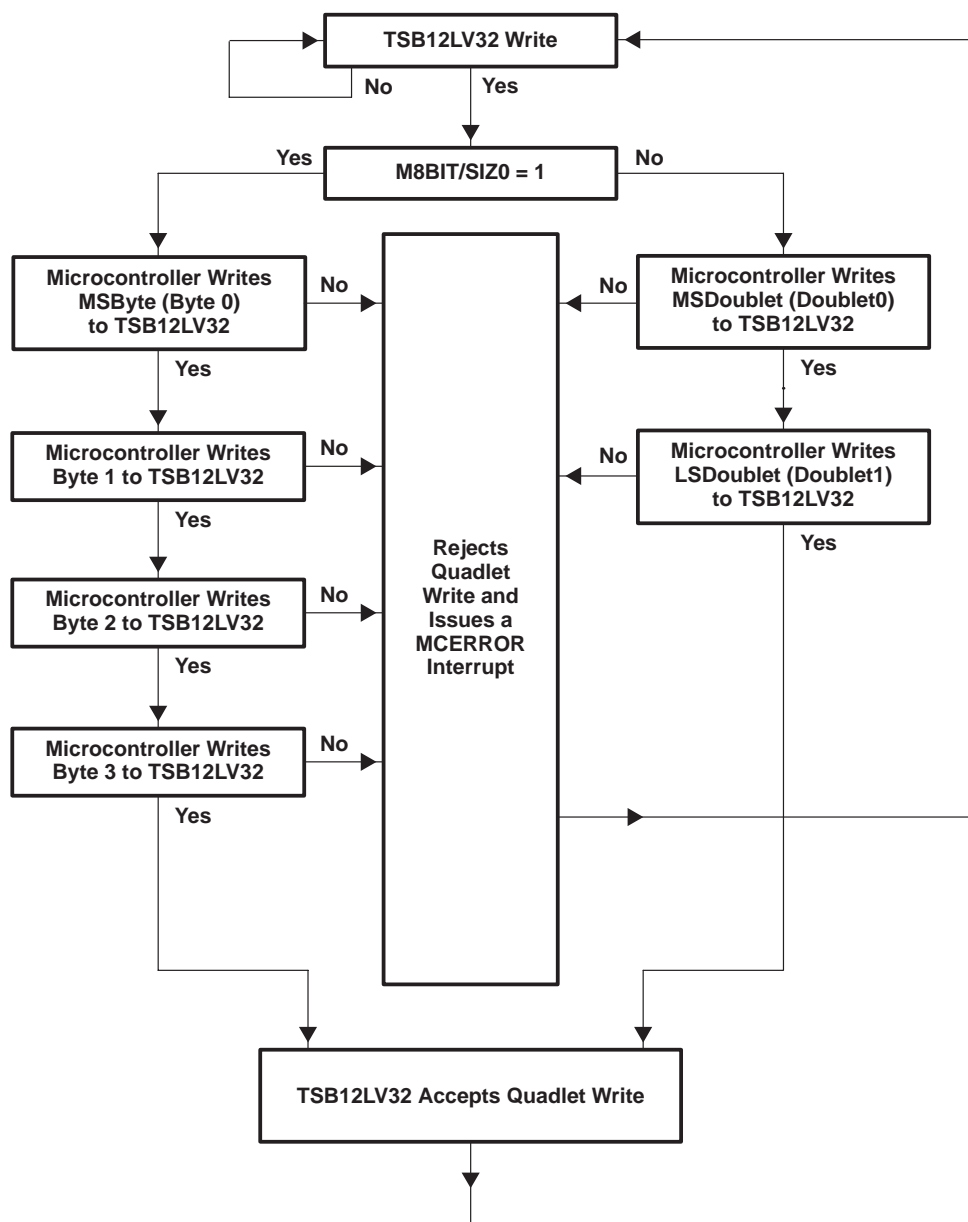 TSB12LV32 Write
No
Yes
Yes
M8BIT/SIZ0 = 1
No
Microcontroller Writes
MSByte (Byte 0)
to TSB12LV32
No
Yes
No
Microcontroller Writes
MSDoublet (Doublet0)
to TSB12LV32
Yes
Microcontroller Writes
Byte 1 to TSB12LV32
No
Yes
No
Microcontroller Writes
LSDoublet (Doublet1)
to TSB12LV32
Yes
Rejects
Quadlet
Write and
Issues a
MCERROR
Interrupt
Microcontroller Writes
Byte 2 to TSB12LV32
No
Yes
Microcontroller Writes
Byte 3 to TSB12LV32
No
Yes
TSB12LV32 Accepts Quadlet Write